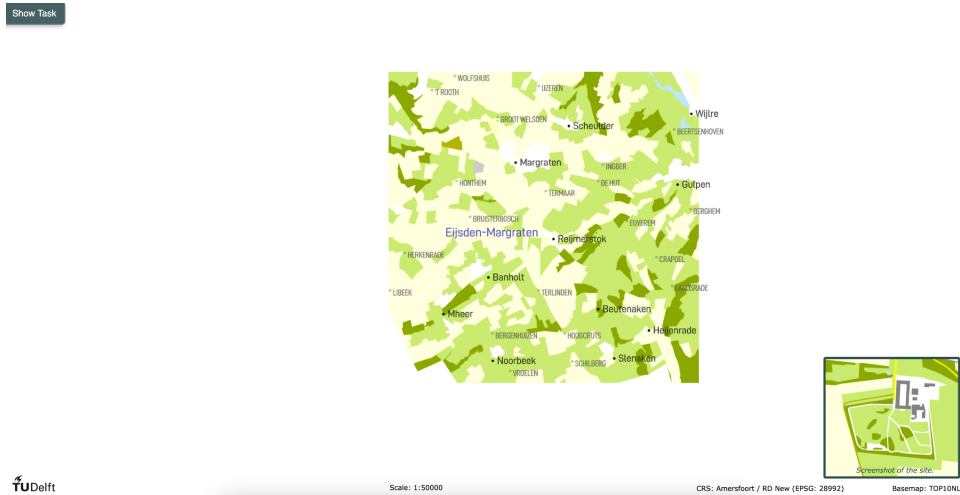 Show Task
° WOLFSHUIS
° IJZEREN
° 'T ROOTH
• Wijlre
° GROOT WELSDEN
• Scheulder
° BEERTSENHOVEN
• Margraten
° INGBER
° HONTHEM
° DE HUT
• Gulpen
° TERMAAR
° BERGHEM
° BRUISTERBOSCH
° EUVEREM
Eijsden-Margraten
• Reijmerstok
° HERKENRADE
° CRAPOEL
• Banholt
° LIBEEK
° TERLINDEN
° LANDSRADE
• Mheer
• Beutenaken
• Heijenrade
° BERGENHUIZEN
° HOOGCRUTS
• Noorbeek
• Slenaken
° SCHILBERG
° VROELEN
Screenshot of the site.
TUDelft
Scale: 1:50000
CRS: Amersfoort / RD New (EPSG: 28992)
Basemap: TOP10NL